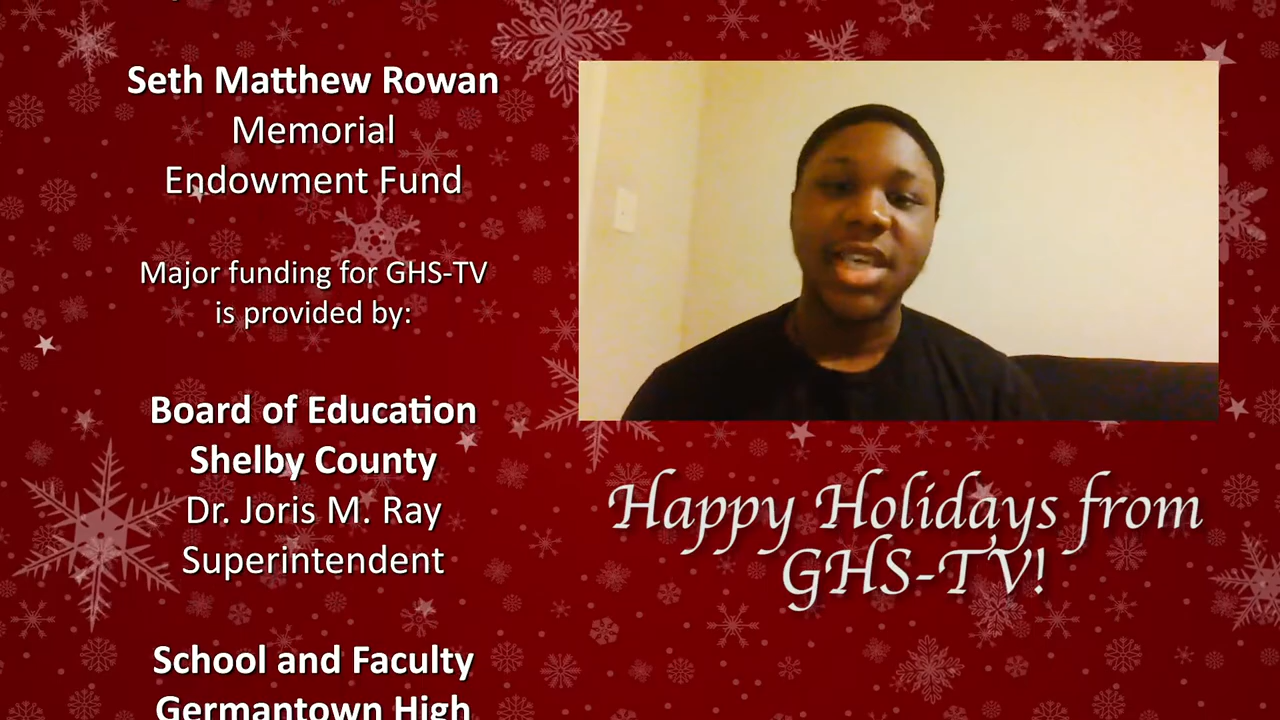 Seth Matthew Rowan
Memorial
Endowment Fund
Major funding for GHS-TV
is provided by:
Board of Education
Shelby County
Dr. Joris M. Ray
Superintendent
School and Faculty
Germantown High
Happy Holidays from
GHS-TV!